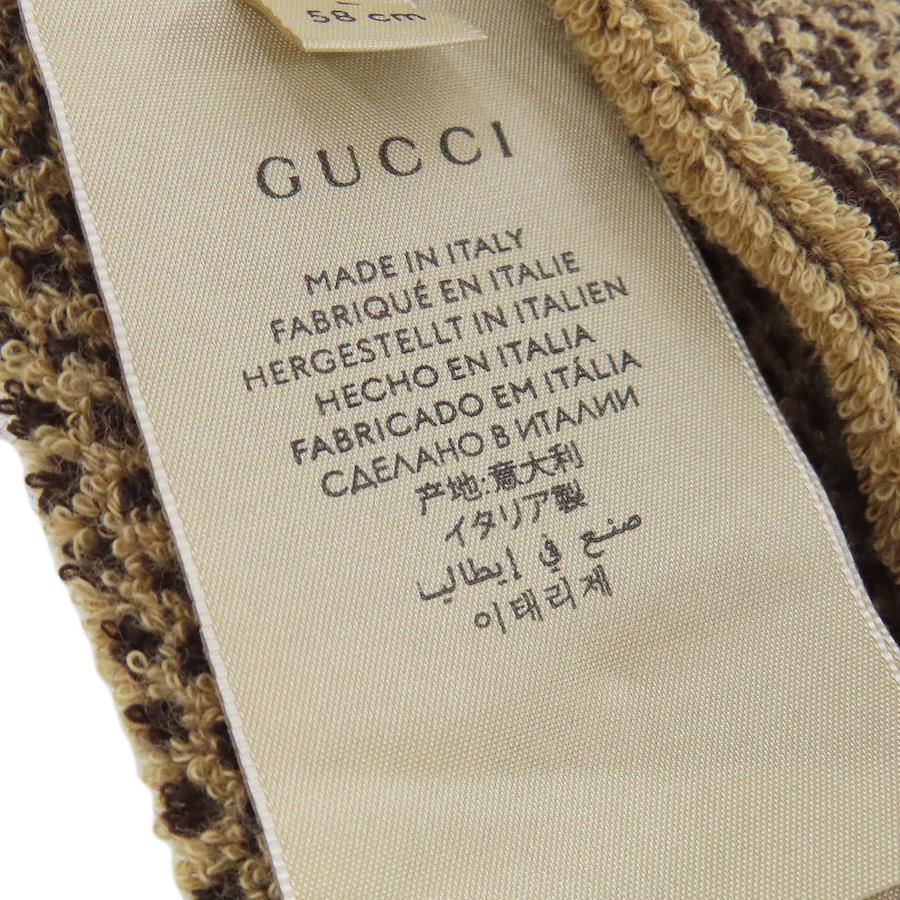 58 cm
GUCCI
MADE IN ITALY
FABRIQUÉ EN ITALIE
HERGESTELLT IN ITALIEN
HECHO EN ITALIA
FABRICADO EM ITÁLIA
СДЕЛАНО В ИТАЛИИ
产地:意大利
イタリア製
صنع في إيطاليا
이태리제